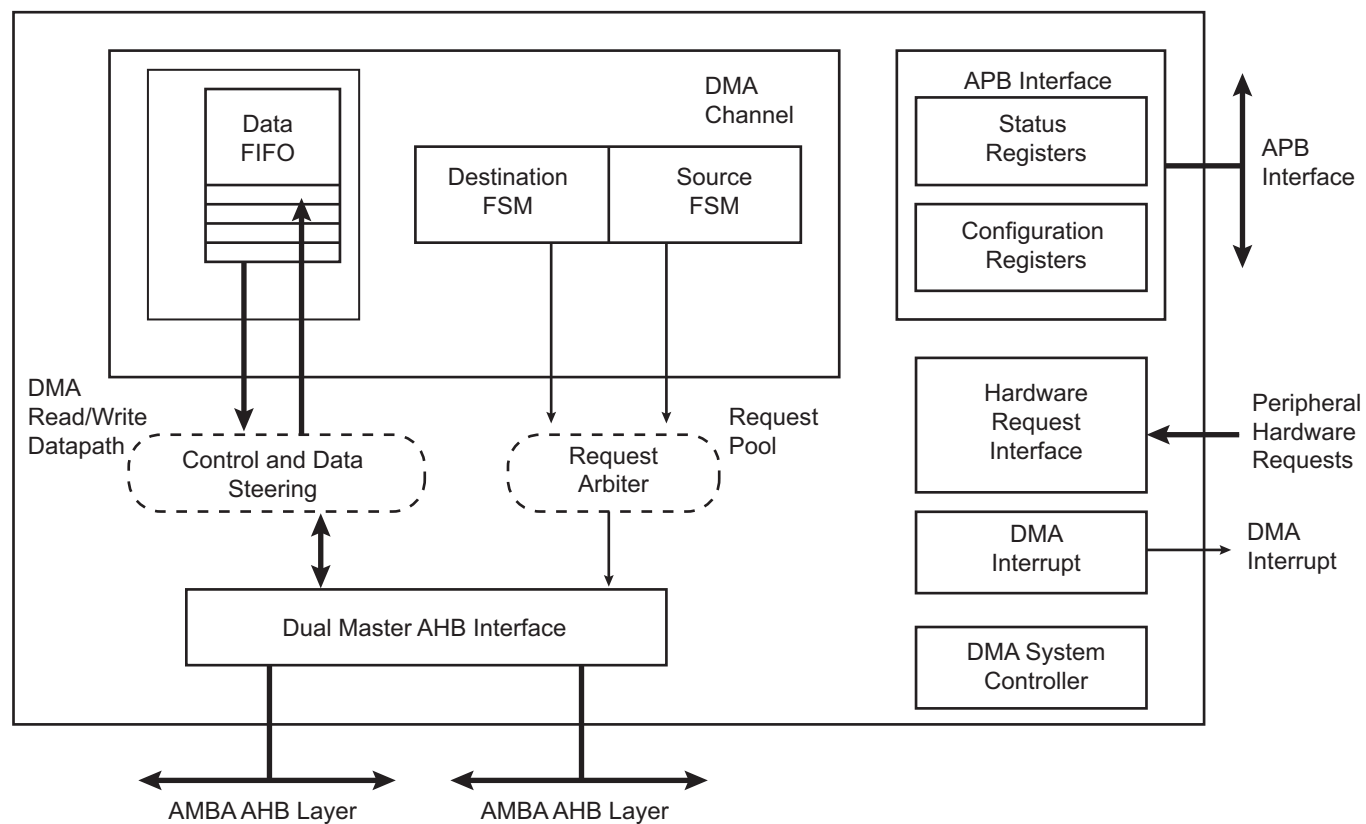 DMA
Channel
Data
FIFO
Destination
FSM
Source
FSM
APB Interface
Status
Registers
Configuration
Registers
APB
Interface
DMA
Read/Write
Datapath
Control and Data
Steering
Request
Arbiter
Request
Pool
Hardware
Request
Interface
Peripheral
Hardware
Requests
DMA
Interrupt
DMA
Interrupt
Dual Master AHB Interface
DMA System
Controller
AMBA AHB Layer
AMBA AHB Layer